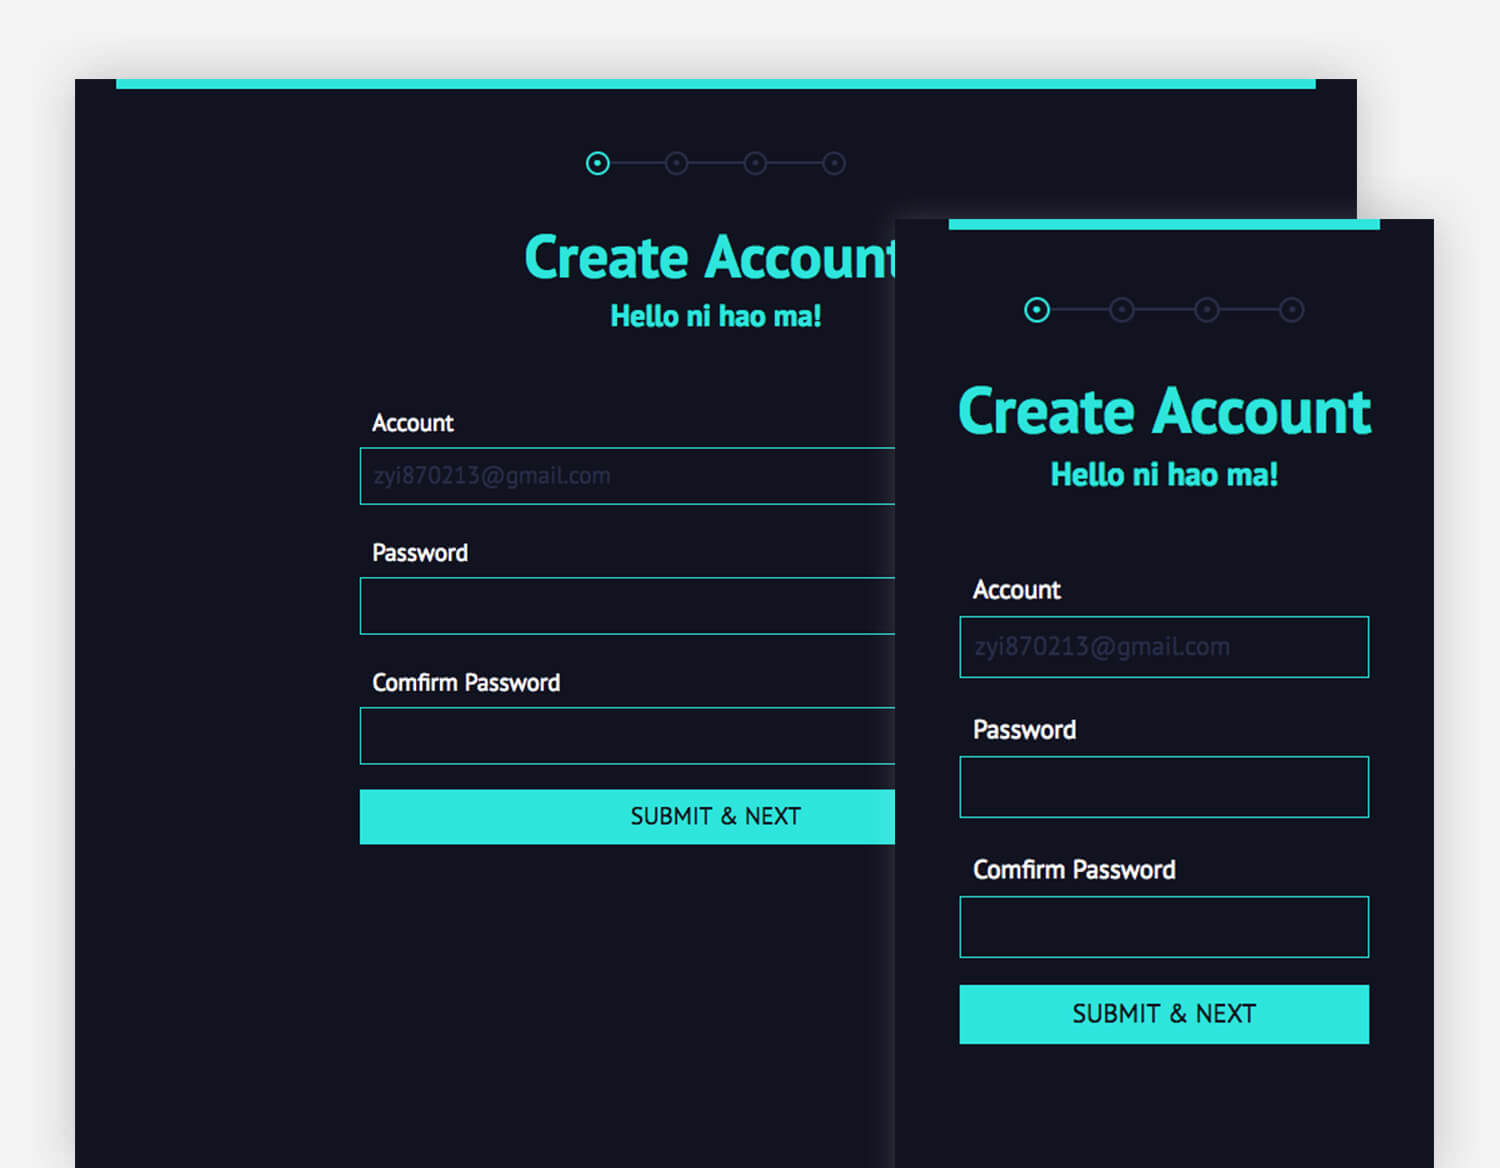 Create Account
Hello ni hao ma!
Account
zyi870213@gmail.com
Password
Comfirm Password
SUBMIT & NEXT
Create Account
Hello ni hao ma!
Account
zyi870213@gmail.com
Password
Comfirm Password
SUBMIT & NEXT